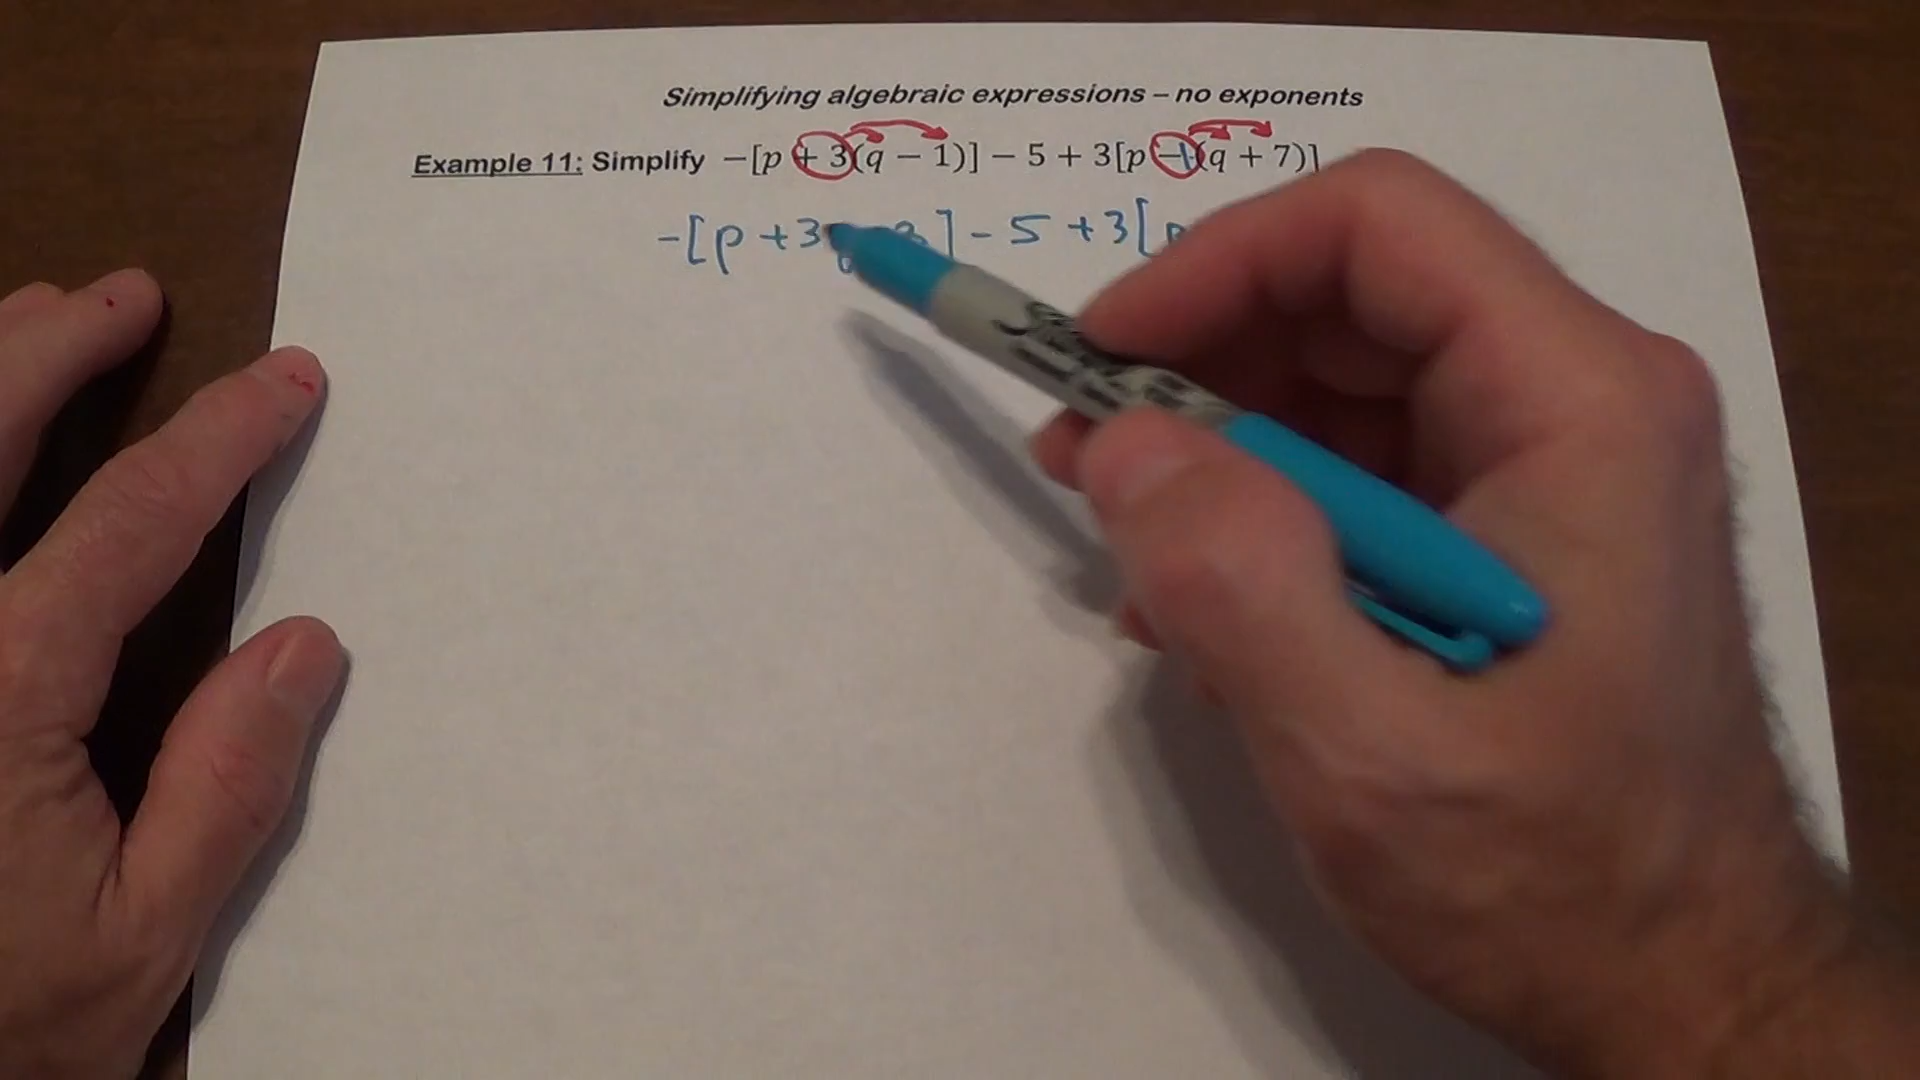 Simplifying algebraic expressions – no exponents
Example 11: Simplify −[p + 3(q − 1)] − 5 + 3[p −1(q + 7)]
-[p +3 ] - 5 +3[p